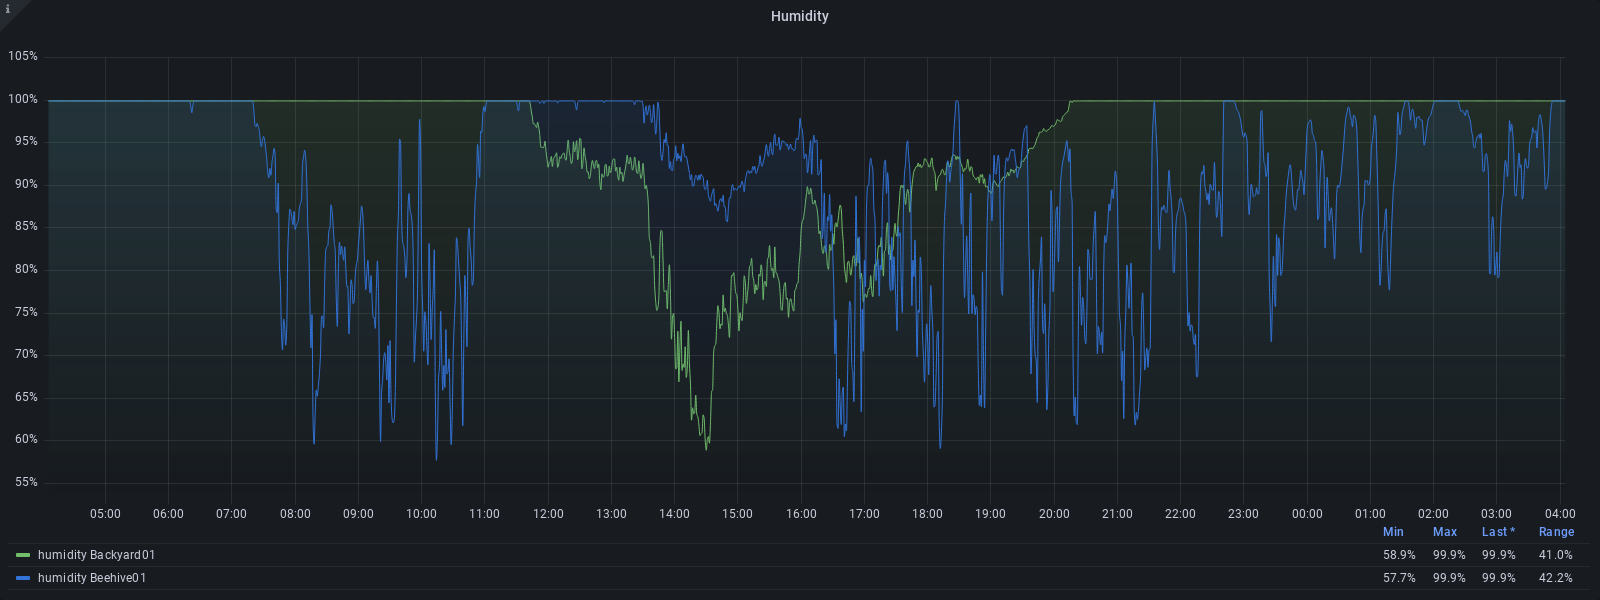 i
Humidity
105%
100%
95%
90%
85%
80%
75%
70%
65%
60%
55%
05:00 06:00 07:00 08:00 09:00 10:00 11:00 12:00 13:00 14:00 15:00 16:00 17:00 18:00 19:00 20:00 21:00 22:00 23:00 00:00 01:00 02:00 03:00 04:00
Min Max Last * Range
humidity Backyard01 58.9% 99.9% 99.9% 41.0%
humidity Beehive01 57.7% 99.9% 99.9% 42.2%